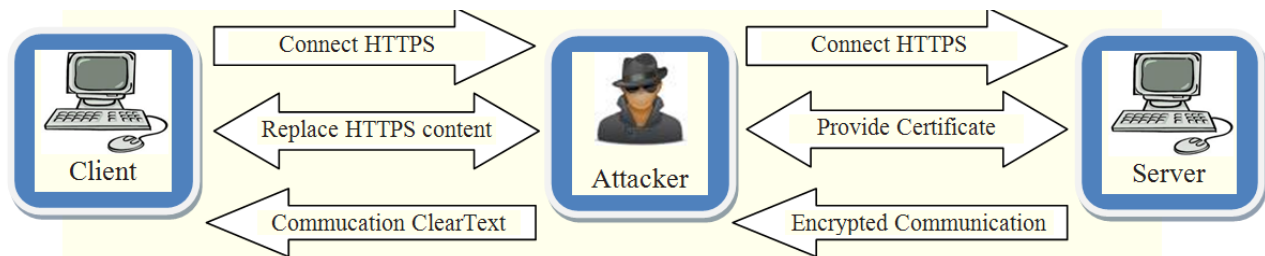 Connect HTTPS
Connect HTTPS
Replace HTTPS content
Provide Certificate
Client
Attacker
Server
Commucation ClearText
Encrypted Communication